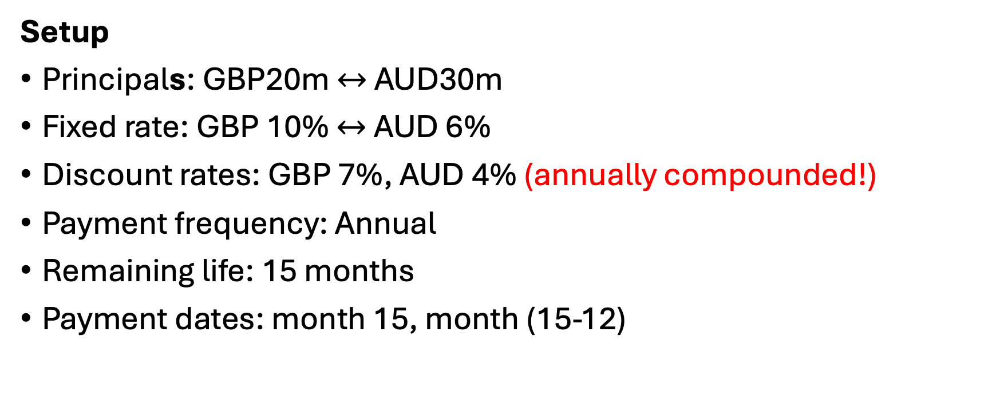 Setup
• Principals: GBP20m ↔ AUD30m
• Fixed rate: GBP 10% ↔ AUD 6%
• Discount rates: GBP 7%, AUD 4% (annually compounded!)
• Payment frequency: Annual
• Remaining life: 15 months
• Payment dates: month 15, month (15-12)